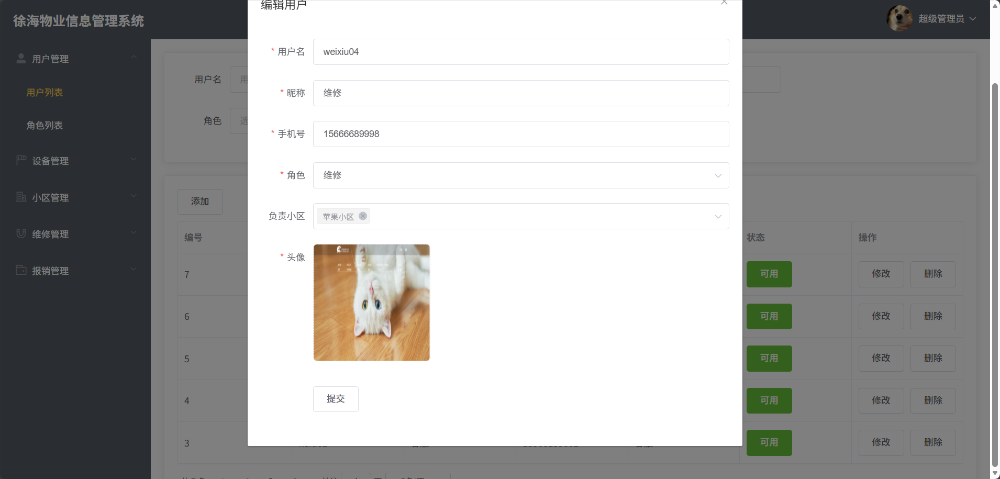 徐海物业信息管理系统
超级管理员
用户管理
用户列表
角色列表
设备管理
小区管理
维修管理
报销管理
用户名
角色
添加
编号
状态
操作
7
可用
修改
删除
6
可用
修改
删除
5
可用
修改
删除
4
可用
修改
删除
3
可用
修改
删除
编辑用户
* 用户名
weixiu04
* 昵称
维修
* 手机号
15666689998
* 角色
维修
负责小区
苹果小区
* 头像
提交